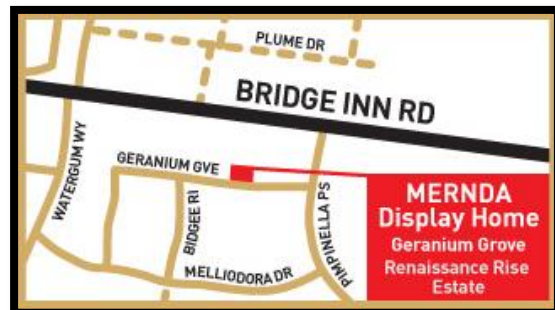 PLUME DR
BRIDGE INN RD
WATERGUM WY
GERANIUM GVE
BIDGEE RI
MELLIODORA DR
PIMPINELLA PS
MERNDA
Display Home
Geranium Grove
Renaissance Rise
Estate